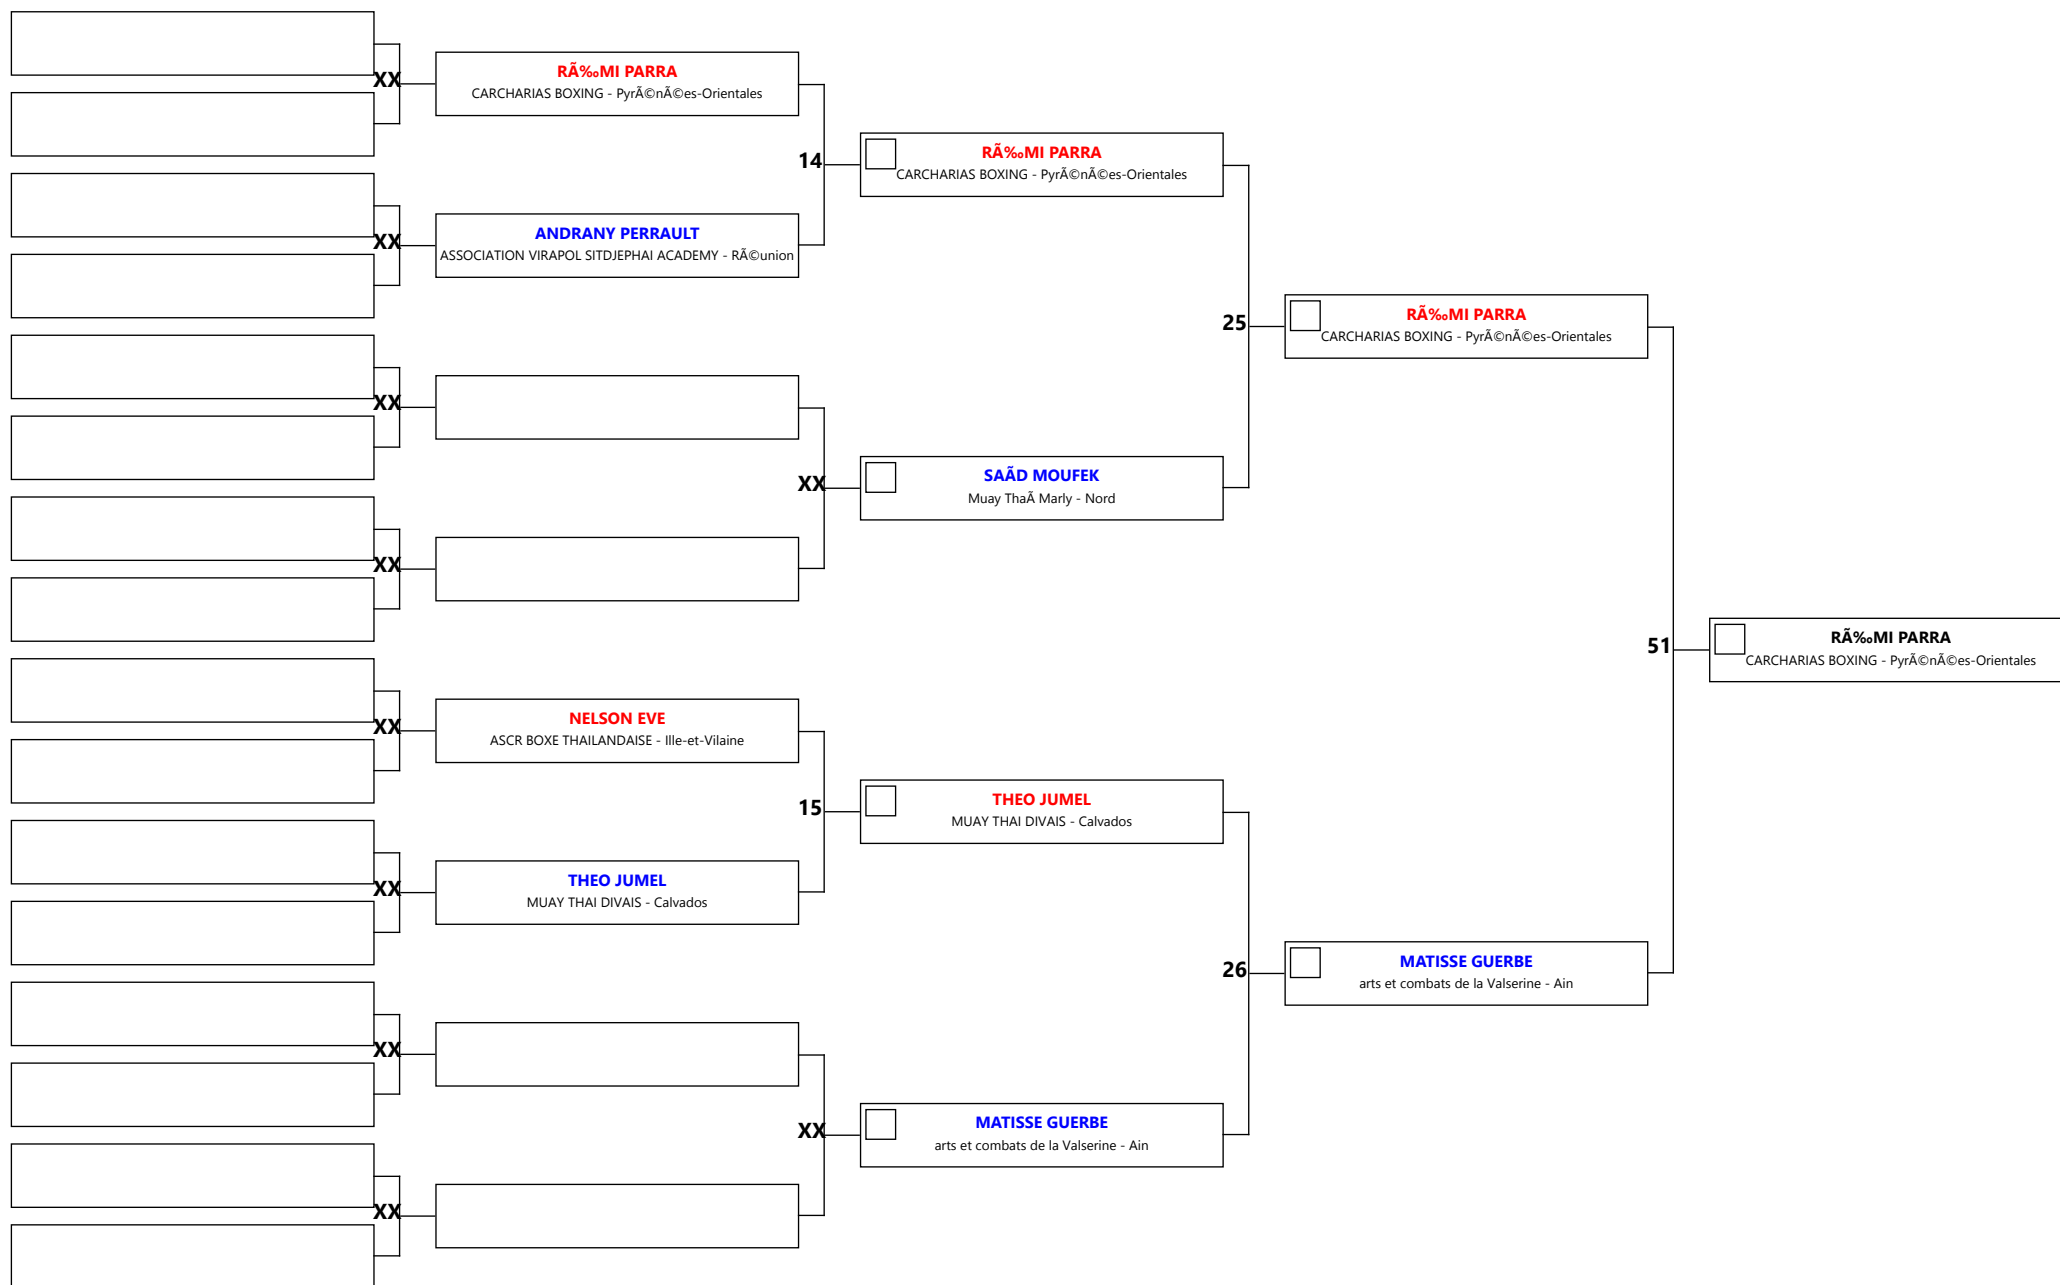 XX
XX
XX
XX
XX
XX
XX
XX
RÃ‰MI PARRA
CARCHARIAS BOXING - PyrÃ©nÃ©es-Orientales
ANDRANY PERRAULT
ASSOCIATION VIRAPOL SITDJEPHAI ACADEMY - RÃ©union
NELSON EVE
ASCR BOXE THAILANDAISE - Ille-et-Vilaine
THEO JUMEL
MUAY THAI DIVAIS - Calvados
14
XX
15
XX
RÃ‰MI PARRA
CARCHARIAS BOXING - PyrÃ©nÃ©es-Orientales
SAÃD MOUFEK
Muay ThaÃ Marly - Nord
THEO JUMEL
MUAY THAI DIVAIS - Calvados
MATISSE GUERBE
arts et combats de la Valserine - Ain
25
26
RÃ‰MI PARRA
CARCHARIAS BOXING - PyrÃ©nÃ©es-Orientales
MATISSE GUERBE
arts et combats de la Valserine - Ain
51
RÃ‰MI PARRA
CARCHARIAS BOXING - PyrÃ©nÃ©es-Orientales